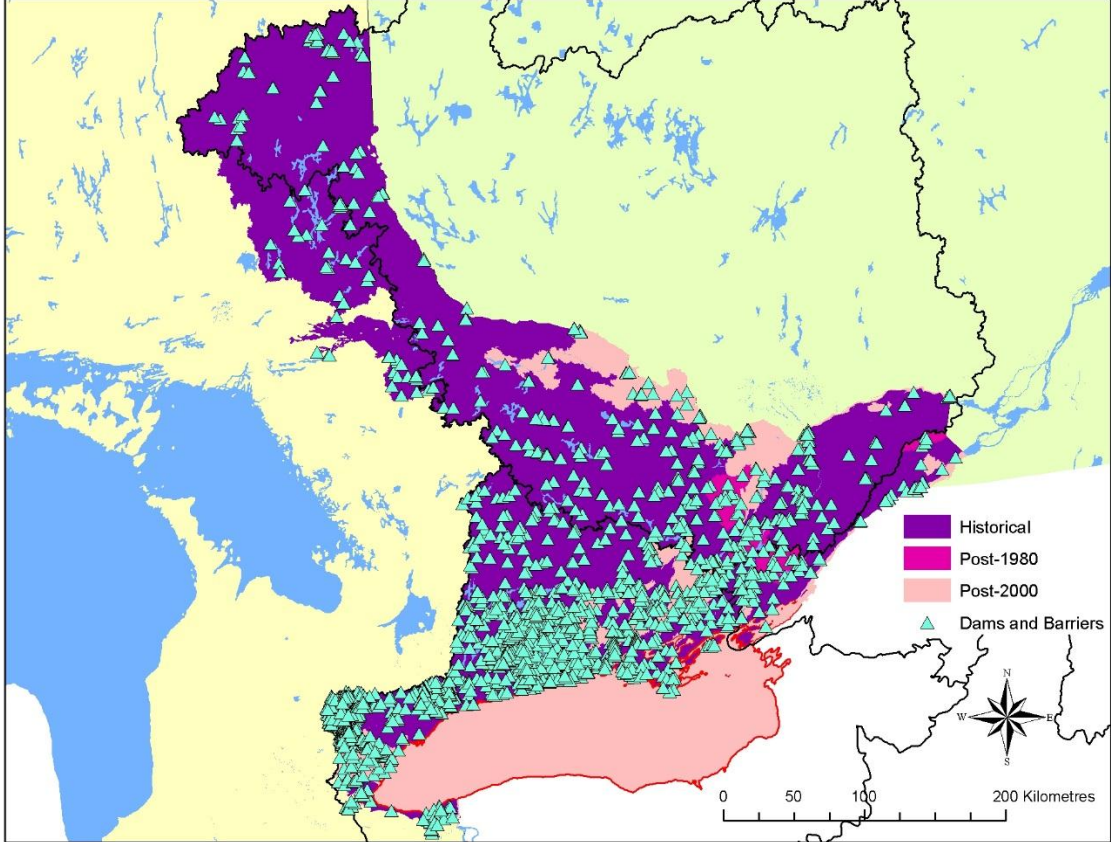 Historical
Post-1980
Post-2000
Dams and Barriers
N
W E
S
0 50 100 200 Kilometres